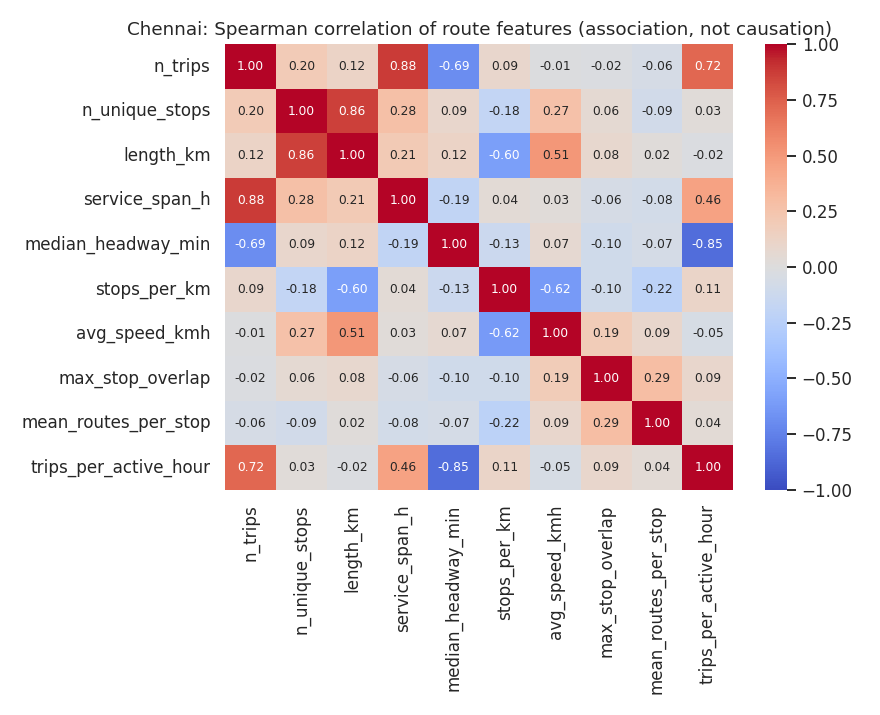 Chennai: Spearman correlation of route features (association, not causation)
n_trips 1.00 0.20 0.12 0.88 -0.69 0.09 -0.01 -0.02 -0.06 0.72
n_unique_stops 0.20 1.00 0.86 0.28 0.09 -0.18 0.27 0.06 -0.09 0.03
length_km 0.12 0.86 1.00 0.21 0.12 -0.60 0.51 0.08 0.02 -0.02
service_span_h 0.88 0.28 0.21 1.00 -0.19 0.04 0.03 -0.06 -0.08 0.46
median_headway_min -0.69 0.09 0.12 -0.19 1.00 -0.13 0.07 -0.10 -0.07 -0.85
stops_per_km 0.09 -0.18 -0.60 0.04 -0.13 1.00 -0.62 -0.10 -0.22 0.11
avg_speed_kmh -0.01 0.27 0.51 0.03 0.07 -0.62 1.00 0.19 0.09 -0.05
max_stop_overlap -0.02 0.06 0.08 -0.06 -0.10 -0.10 0.19 1.00 0.29 0.09
mean_routes_per_stop -0.06 -0.09 0.02 -0.08 -0.07 -0.22 0.09 0.29 1.00 0.04
trips_per_active_hour 0.72 0.03 -0.02 0.46 -0.85 0.11 -0.05 0.09 0.04 1.00
n_trips
n_unique_stops
length_km
service_span_h
median_headway_min
stops_per_km
avg_speed_kmh
max_stop_overlap
mean_routes_per_stop
trips_per_active_hour
1.00
0.75
0.50
0.25
0.00
−0.25
−0.50
−0.75
−1.00